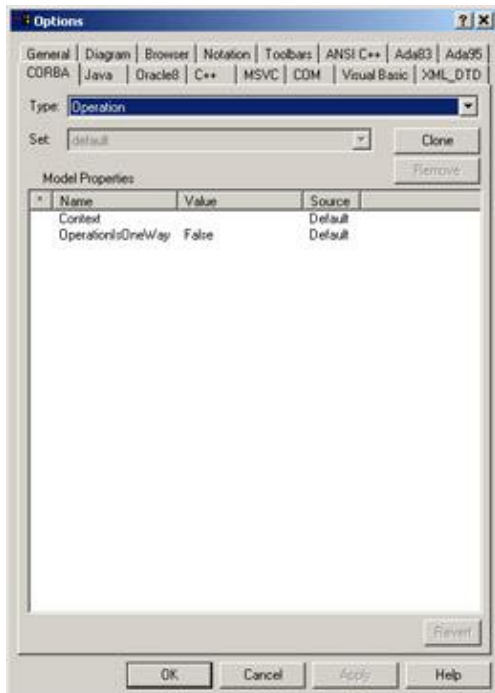 Options
General Diagram Browser Notation Toolbars ANSI C++ Ada83 Ada95
CORBA Java Oracle8 C++ MSVC COM Visual Basic XML_DTD
Type: Operation
Set: default Clone
Remove
Model Properties
* Name Value Source
Context Default
OperationIsOneWay False Default
Revert
OK Cancel Apply Help